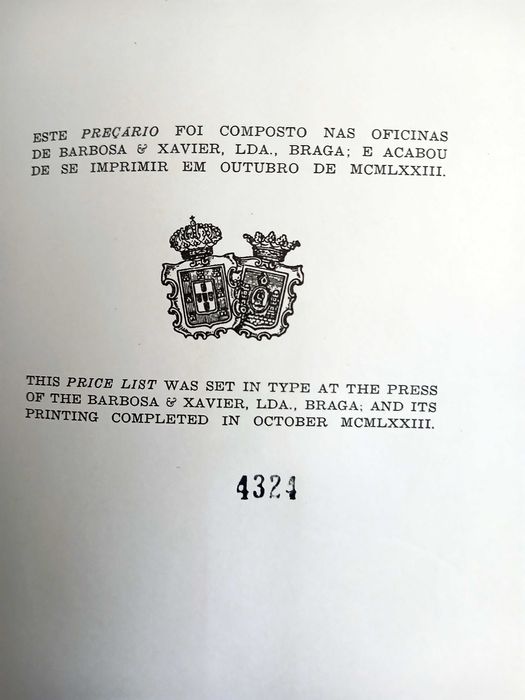 ESTE PREÇÁRIO FOI COMPOSTO NAS OFICINAS
DE BARBOSA & XAVIER, LDA., BRAGA; E ACABOU
DE SE IMPRIMIR EM OUTUBRO DE MCMLXXIII.
THIS PRICE LIST WAS SET IN TYPE AT THE PRESS
OF THE BARBOSA & XAVIER, LDA., BRAGA; AND ITS
PRINTING COMPLETED IN OCTOBER MCMLXXIII.
4324